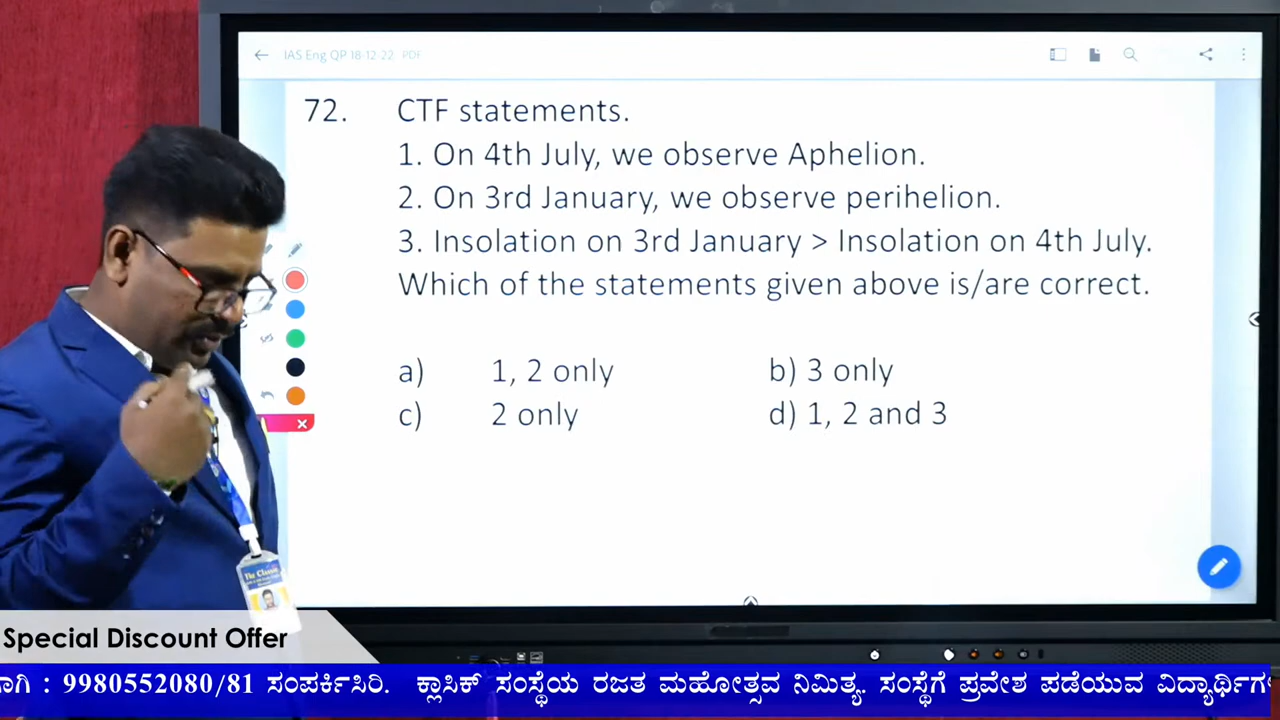 IAS Eng QP 18-12-22 PDF
72. CTF statements.
1. On 4th July, we observe Aphelion.
2. On 3rd January, we observe perihelion.
3. Insolation on 3rd January > Insolation on 4th July.
Which of the statements given above is/are correct.
a) 1, 2 only b) 3 only
c) 2 only d) 1, 2 and 3
The Classic
Special Discount Offer
: 9980552080/81 ಸಂಪರ್ಕಿಸಿರಿ. ಕ್ಲಾಸಿಕ್ ಸಂಸ್ಥೆಯ ರಜತ ಮಹೋತ್ಸವ ನಿಮಿತ್ಯ. ಸಂಸ್ಥೆಗೆ ಪ್ರವೇಶ ಪಡೆಯುವ